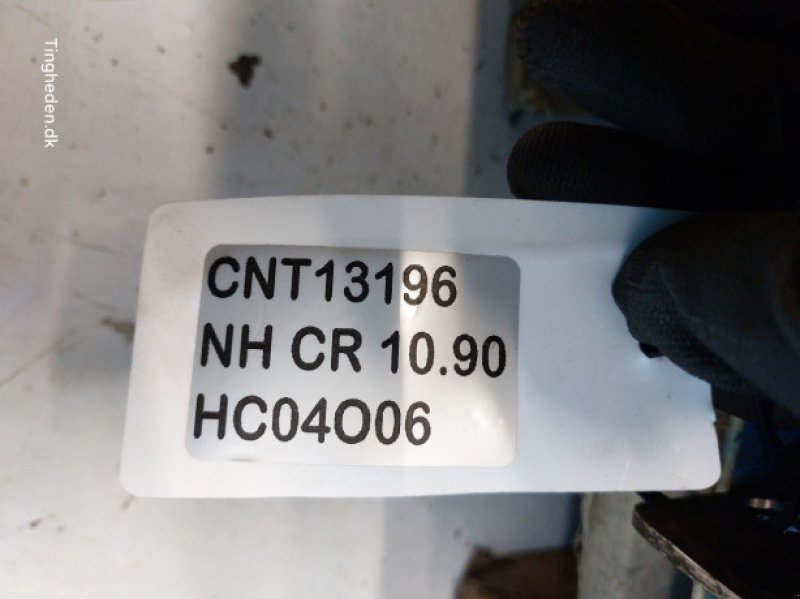 Tingheden.dk
CNT13196
NH CR 10.90
HC04O06